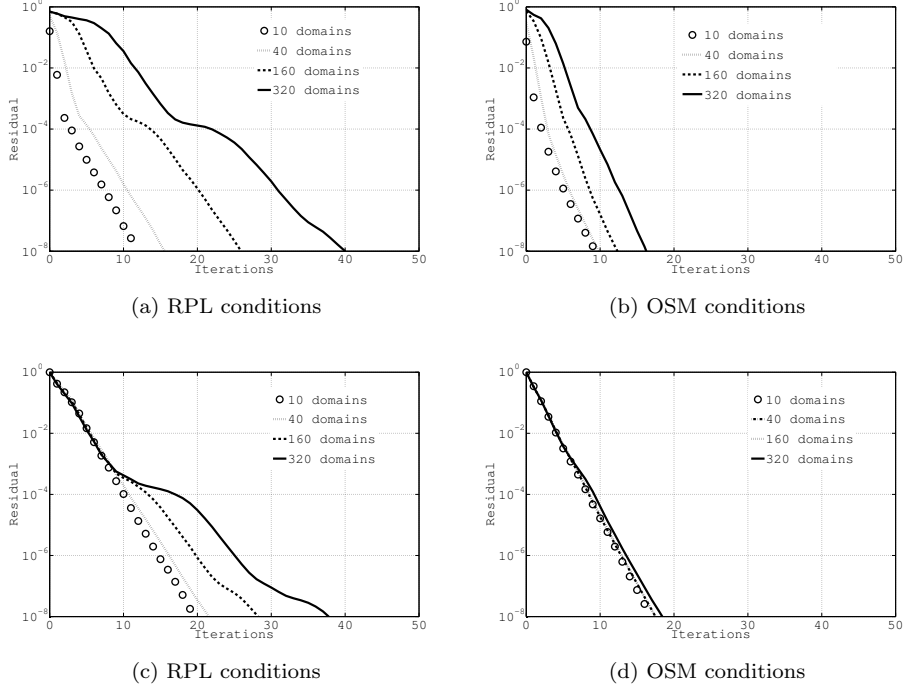 10^0
10^-2
10^-4
10^-6
10^-8
Residual
0 10 20 30 40 50
Iterations
10 domains
40 domains
160 domains
320 domains
(a) RPL conditions
10^0
10^-2
10^-4
10^-6
10^-8
Residual
0 10 20 30 40 50
Iterations
10 domains
40 domains
160 domains
320 domains
(b) OSM conditions
10^0
10^-2
10^-4
10^-6
10^-8
Residual
0 10 20 30 40 50
Iterations
10 domains
40 domains
160 domains
320 domains
(c) RPL conditions
10^0
10^-2
10^-4
10^-6
10^-8
Residual
0 10 20 30 40 50
Iterations
10 domains
40 domains
160 domains
320 domains
(d) OSM conditions